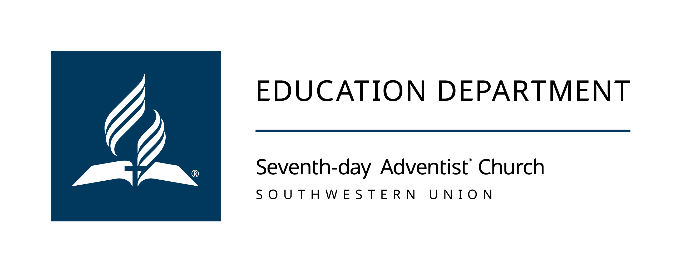 EDUCATION DEPARTMENT
Seventh-day Adventist® Church
SOUTHWESTERN UNION
®